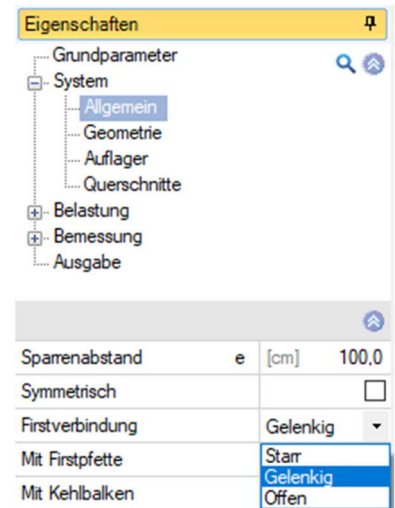 Eigenschaften
Grundparameter
System
Allgemein
Geometrie
Auflager
Querschnitte
Belastung
Bemessung
Ausgabe
Sparrenabstand e [cm] 100,0
Symmetrisch
Firstverbindung Gelenkig
Mit Firstpfette Starr
Gelenkig
Mit Kehlbalken Offen